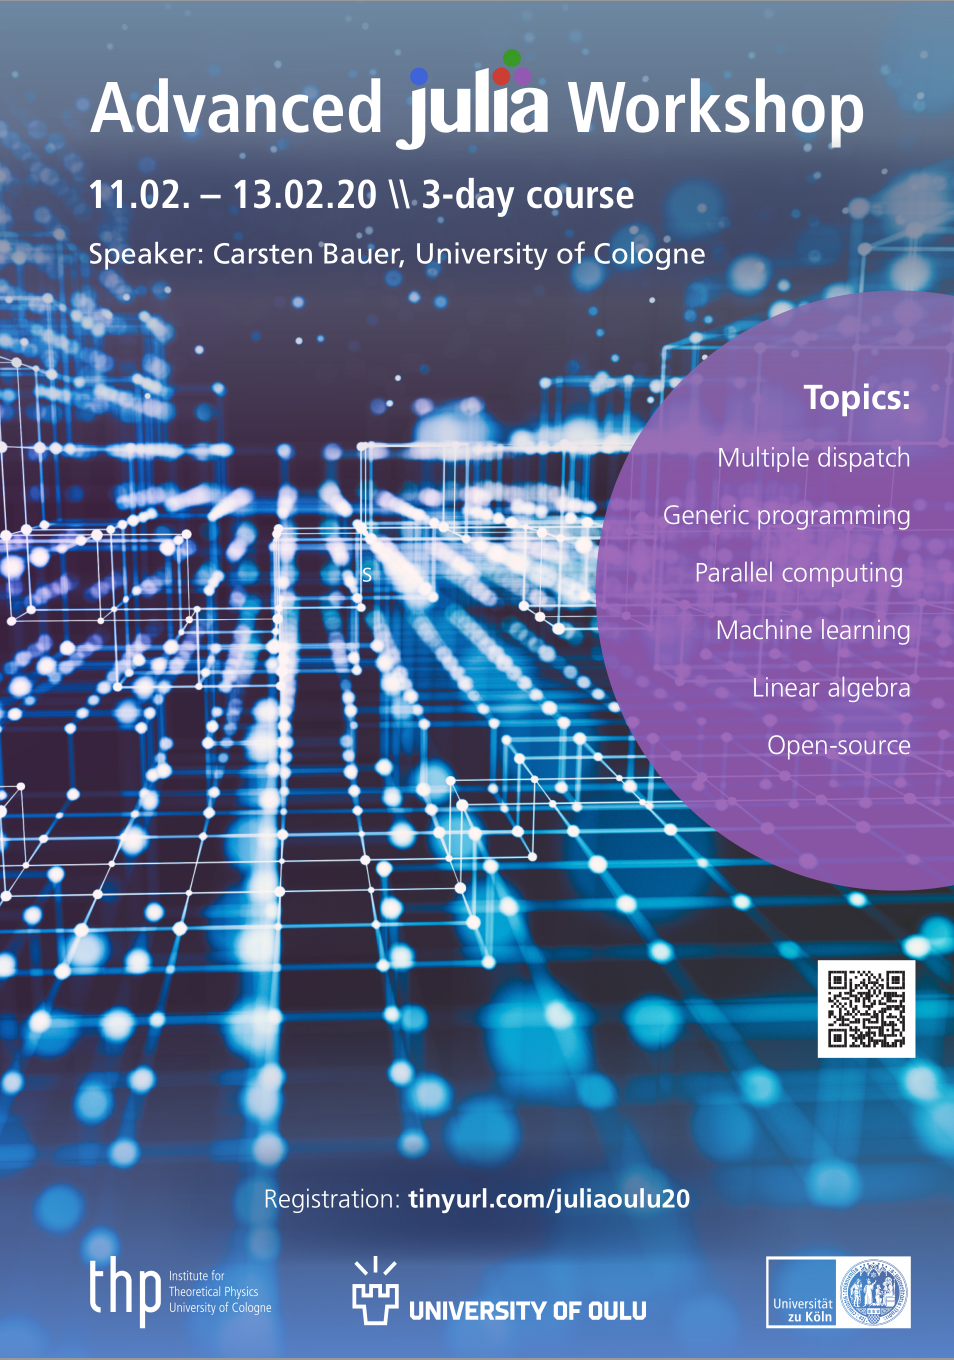 Advanced julia Workshop
11.02. – 13.02.20 \\ 3-day course
Speaker: Carsten Bauer, University of Cologne
Topics:
Multiple dispatch
Generic programming
Parallel computing
s
Machine learning
Linear algebra
Open-source
Registration: tinyurl.com/juliaoulu20
thp
Institute for
Theoretical Physics
University of Cologne
UNIVERSITY OF OULU
Universität
zu Köln